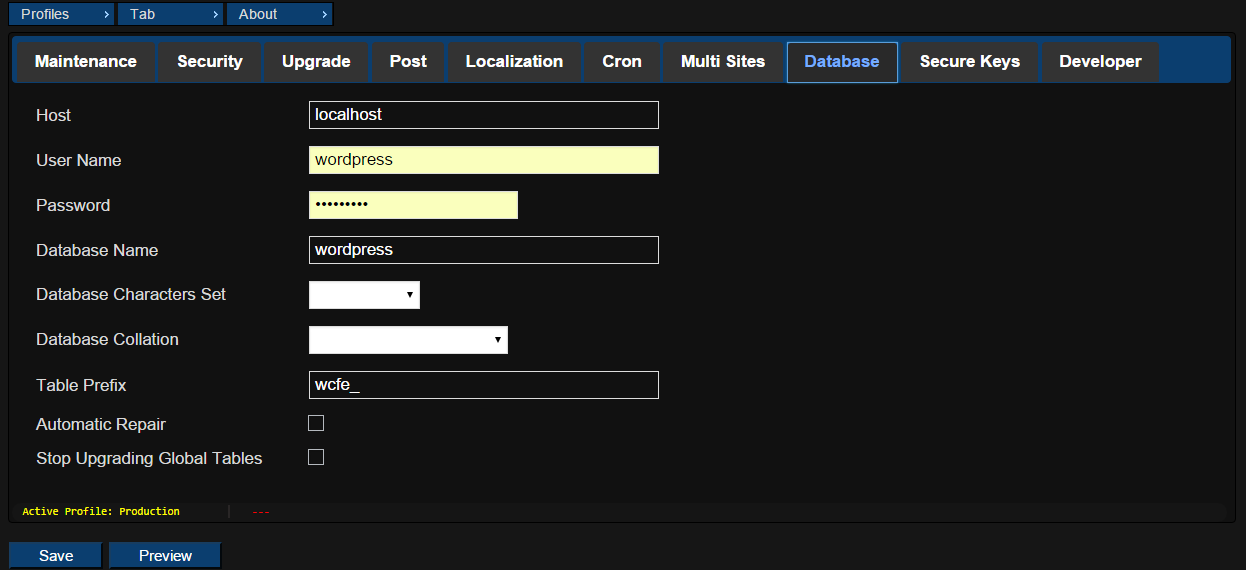 Profiles › Tab › About ›
Maintenance Security Upgrade Post Localization Cron Multi Sites Database Secure Keys Developer
Host localhost
User Name wordpress
Password •••••••••
Database Name wordpress
Database Characters Set
Database Collation
Table Prefix wcfe_
Automatic Repair
Stop Upgrading Global Tables
Active Profile: Production | ---
Save Preview